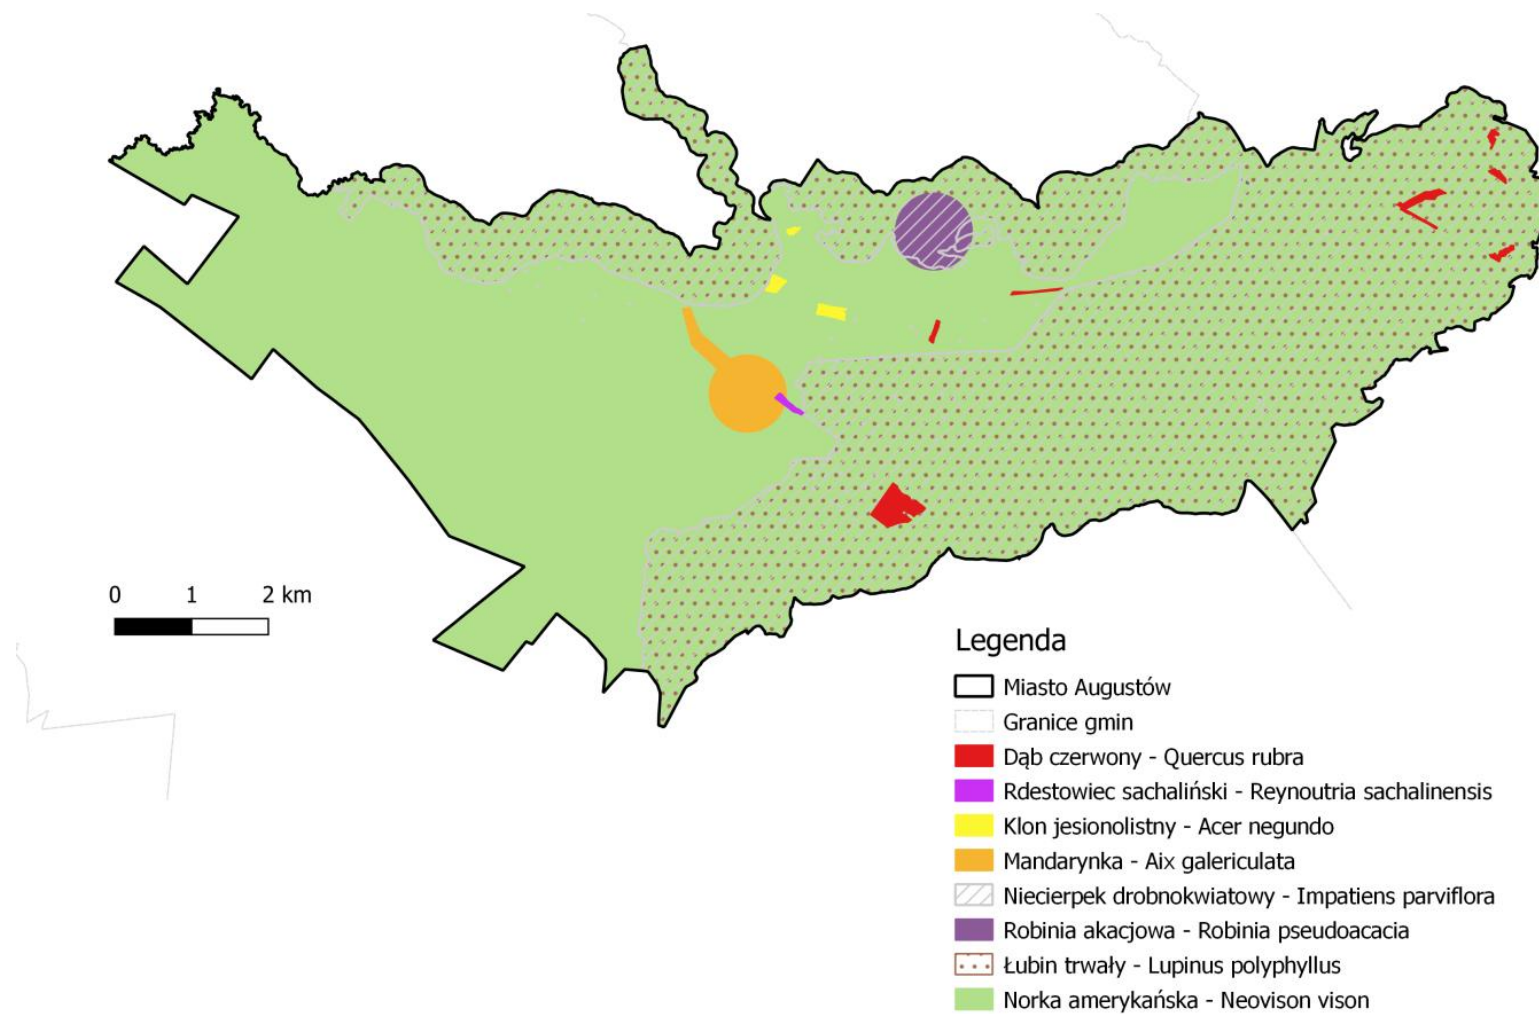 0 1 2 km
Legenda
Miasto Augustów
Granice gmin
Dąb czerwony - Quercus rubra
Rdestowiec sachaliński - Reynoutria sachalinensis
Klon jesionolistny - Acer negundo
Mandarynka - Aix galericulata
Niecierpek drobnokwiatowy - Impatiens parviflora
Robinia akacjowa - Robinia pseudoacacia
Łubin trwały - Lupinus polyphyllus
Norka amerykańska - Neovison vison